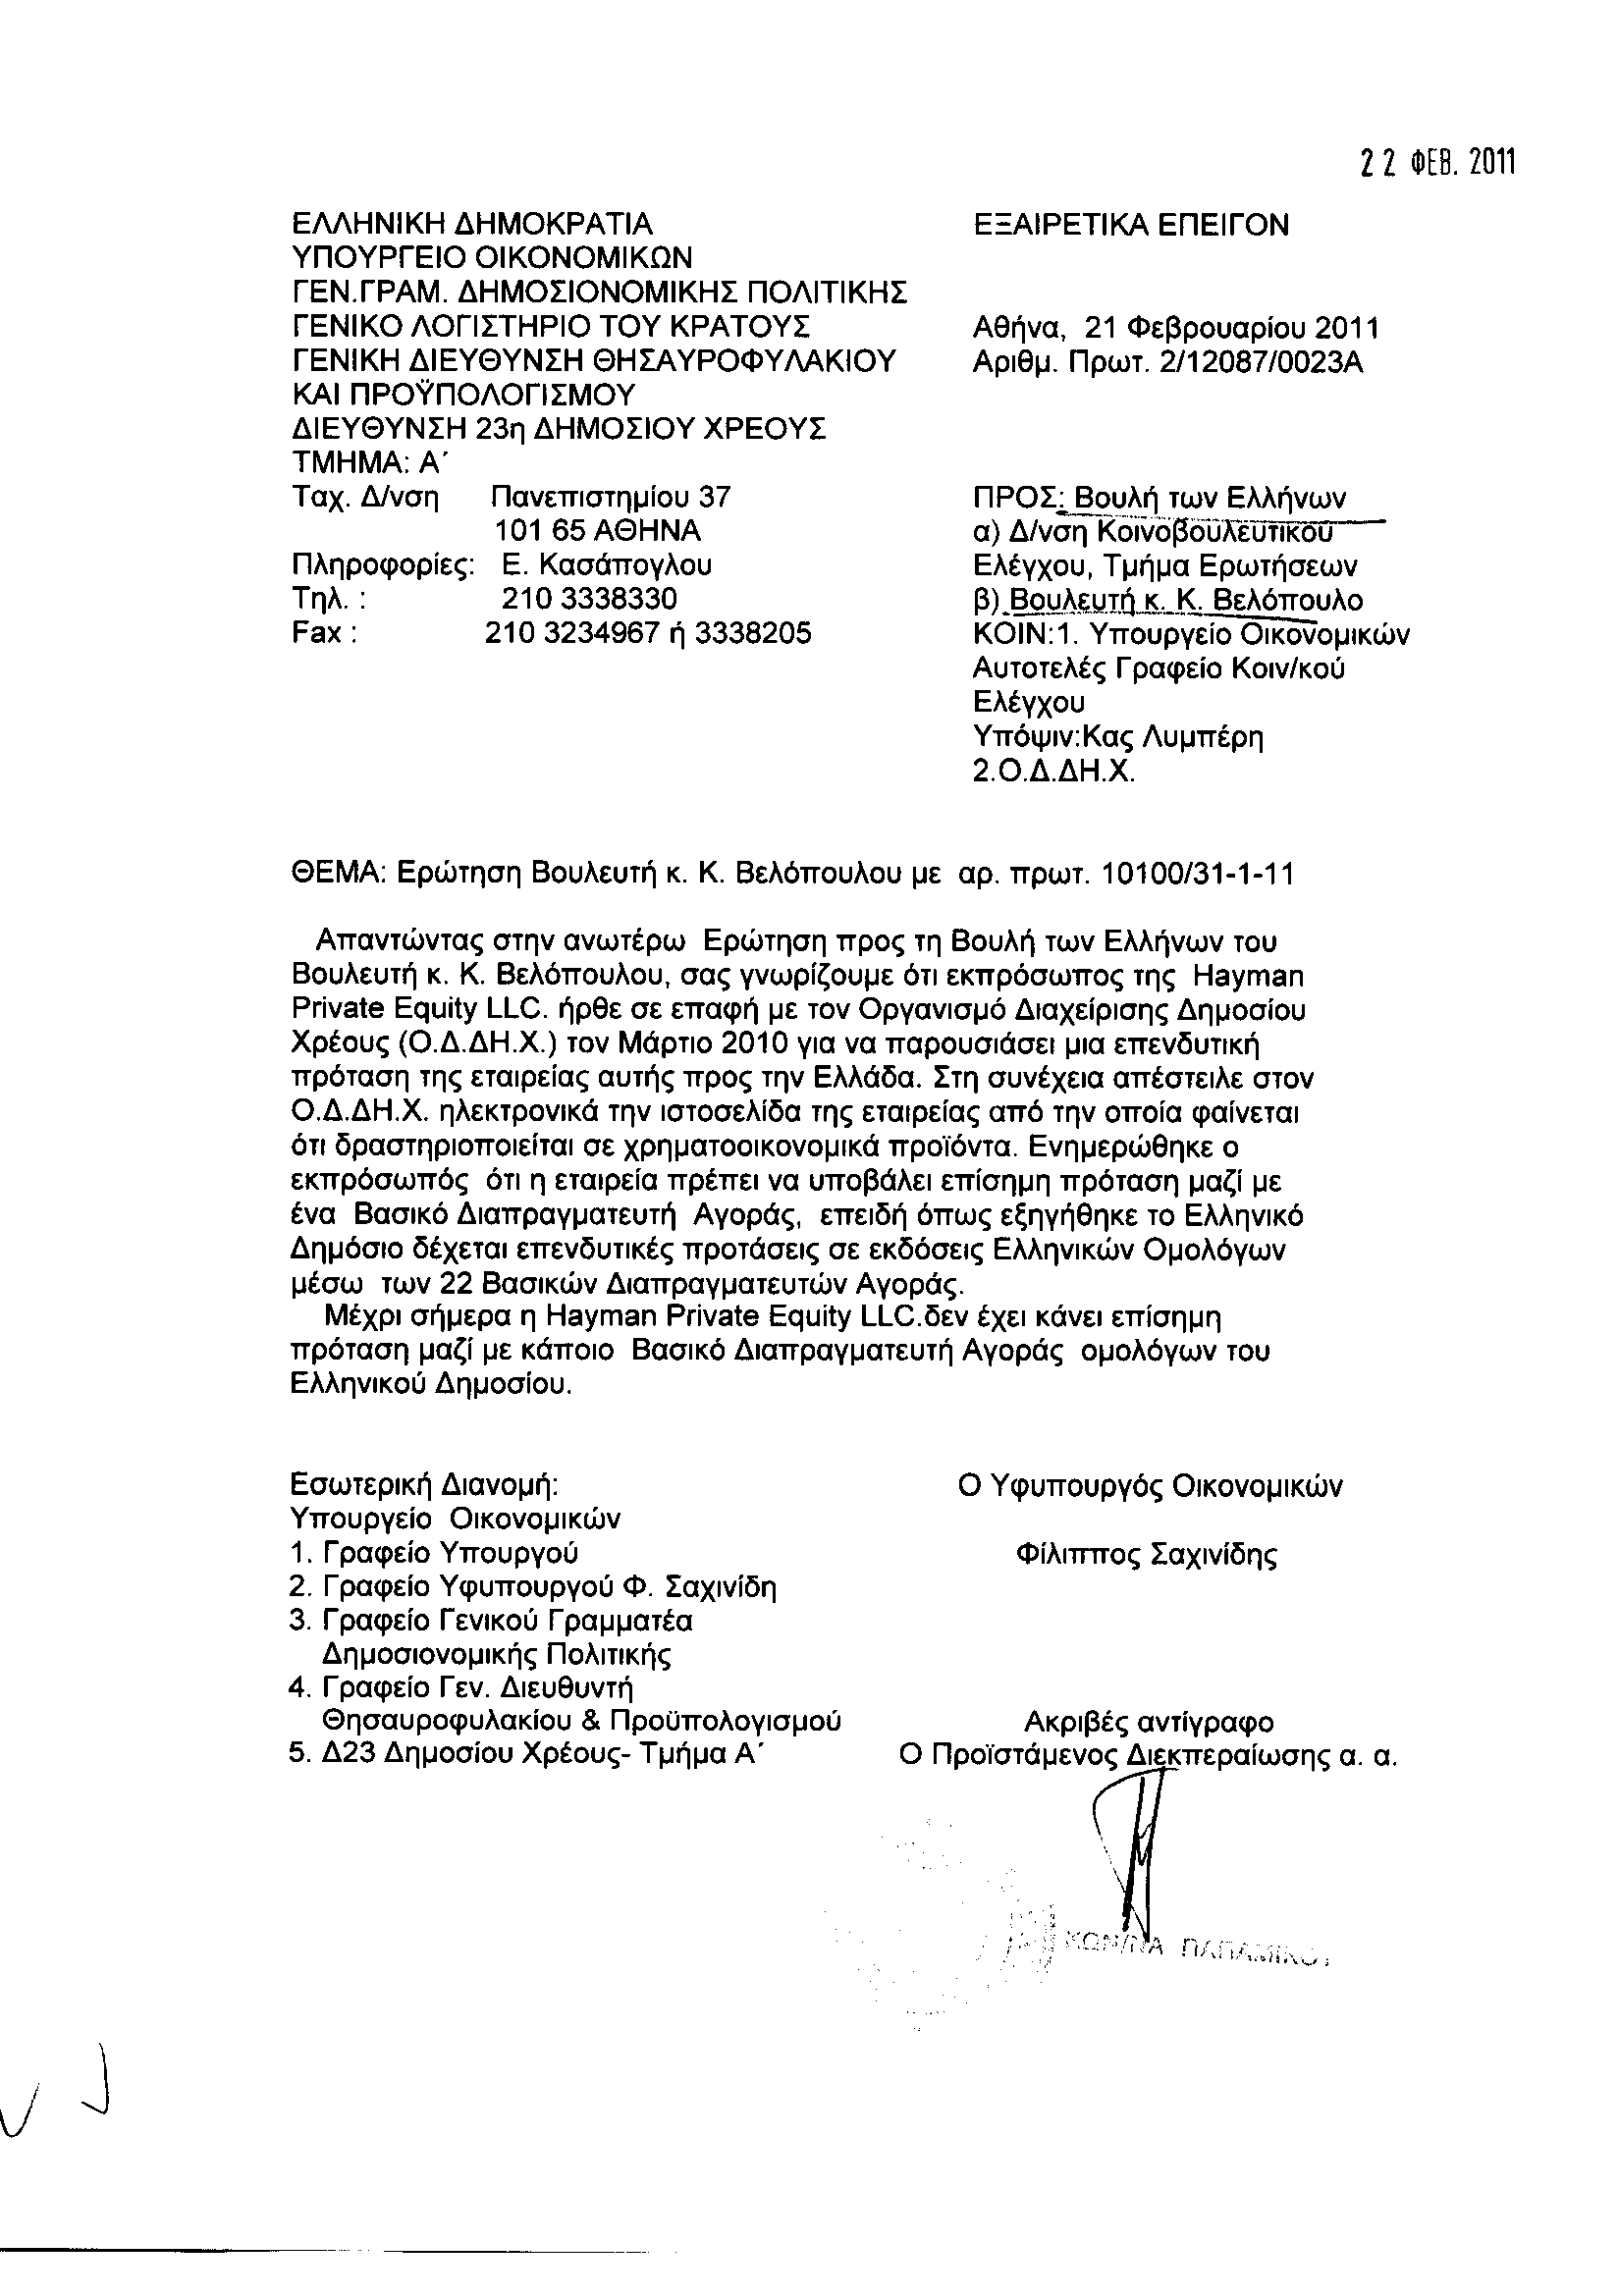 2 2 ΦΕΒ. 2011
ΕΛΛΗΝΙΚΗ ΔΗΜΟΚΡΑΤΙΑ
ΥΠΟΥΡΓΕΙΟ ΟΙΚΟΝΟΜΙΚΩΝ
ΓΕΝ.ΓΡΑΜ. ΔΗΜΟΣΙΟΝΟΜΙΚΗΣ ΠΟΛΙΤΙΚΗΣ
ΓΕΝΙΚΟ ΛΟΓΙΣΤΗΡΙΟ ΤΟΥ ΚΡΑΤΟΥΣ
ΓΕΝΙΚΗ ΔΙΕΥΘΥΝΣΗ ΘΗΣΑΥΡΟΦΥΛΑΚΙΟΥ
ΚΑΙ ΠΡΟΫΠΟΛΟΓΙΣΜΟΥ
ΔΙΕΥΘΥΝΣΗ 23η ΔΗΜΟΣΙΟΥ ΧΡΕΟΥΣ
ΤΜΗΜΑ: Α΄
Ταχ. Δ/νση Πανεπιστημίου 37
101 65 ΑΘΗΝΑ
Πληροφορίες: Ε. Κασάπογλου
Τηλ. : 210 3338330
Fax : 210 3234967 ή 3338205
ΕΞΑΙΡΕΤΙΚΑ ΕΠΕΙΓΟΝ
Αθήνα, 21 Φεβρουαρίου 2011
Αριθμ. Πρωτ. 2/12087/0023Α
ΠΡΟΣ: Βουλή των Ελλήνων
α) Δ/νση Κοινοβουλευτικού
Ελέγχου, Τμήμα Ερωτήσεων
β) Βουλευτή κ. Κ. Βελόπουλο
ΚΟΙΝ:1. Υπουργείο Οικονομικών
Αυτοτελές Γραφείο Κοιν/κού
Ελέγχου
Υπόψιν:Κας Λυμπέρη
2.Ο.Δ.ΔΗ.Χ.
ΘΕΜΑ: Ερώτηση Βουλευτή κ. Κ. Βελόπουλου με αρ. πρωτ. 10100/31-1-11
Απαντώντας στην ανωτέρω Ερώτηση προς τη Βουλή των Ελλήνων του
Βουλευτή κ. Κ. Βελόπουλου, σας γνωρίζουμε ότι εκπρόσωπος της Hayman
Private Equity LLC. ήρθε σε επαφή με τον Οργανισμό Διαχείρισης Δημοσίου
Χρέους (Ο.Δ.ΔΗ.Χ.) τον Μάρτιο 2010 για να παρουσιάσει μια επενδυτική
πρόταση της εταιρείας αυτής προς την Ελλάδα. Στη συνέχεια απέστειλε στον
Ο.Δ.ΔΗ.Χ. ηλεκτρονικά την ιστοσελίδα της εταιρείας από την οποία φαίνεται
ότι δραστηριοποιείται σε χρηματοοικονομικά προϊόντα. Ενημερώθηκε ο
εκπρόσωπός ότι η εταιρεία πρέπει να υποβάλει επίσημη πρόταση μαζί με
ένα Βασικό Διαπραγματευτή Αγοράς, επειδή όπως εξηγήθηκε το Ελληνικό
Δημόσιο δέχεται επενδυτικές προτάσεις σε εκδόσεις Ελληνικών Ομολόγων
μέσω των 22 Βασικών Διαπραγματευτών Αγοράς.
Μέχρι σήμερα η Hayman Private Equity LLC.δεν έχει κάνει επίσημη
πρόταση μαζί με κάποιο Βασικό Διαπραγματευτή Αγοράς ομολόγων του
Ελληνικού Δημοσίου.
Εσωτερική Διανομή:
Υπουργείο Οικονομικών
1. Γραφείο Υπουργού
2. Γραφείο Υφυπουργού Φ. Σαχινίδη
3. Γραφείο Γενικού Γραμματέα
Δημοσιονομικής Πολιτικής
4. Γραφείο Γεν. Διευθυντή
Θησαυροφυλακίου & Προϋπολογισμού
5. Δ23 Δημοσίου Χρέους- Τμήμα Α΄
Ο Υφυπουργός Οικονομικών
Φίλιππος Σαχινίδης
Ακριβές αντίγραφο
Ο Προϊστάμενος Διεκπεραίωσης α. α.
ΚΩΝ/ΝΑ